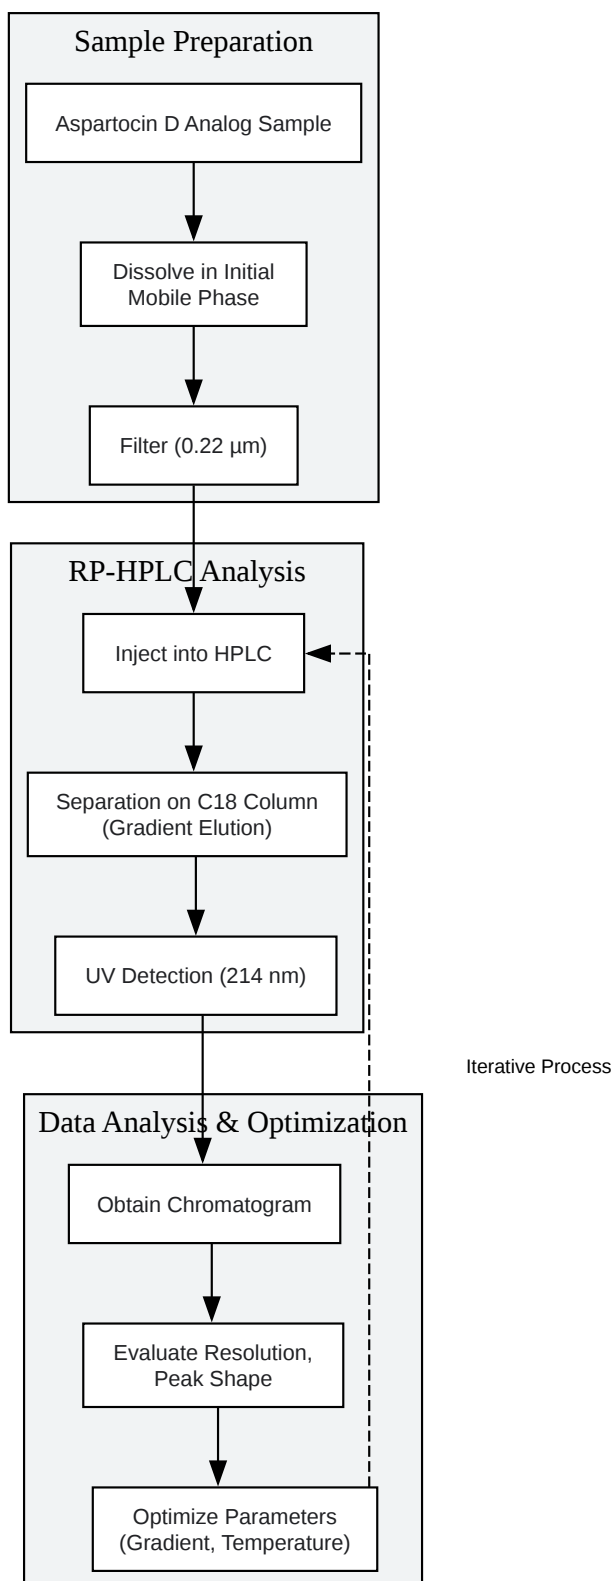 Sample Preparation
Aspartocin D Analog Sample
Dissolve in Initial
Mobile Phase
Filter (0.22 µm)
RP-HPLC Analysis
Inject into HPLC
Separation on C18 Column
(Gradient Elution)
UV Detection (214 nm)
Iterative Process
Data Analysis & Optimization
Obtain Chromatogram
Evaluate Resolution,
Peak Shape
Optimize Parameters
(Gradient, Temperature)